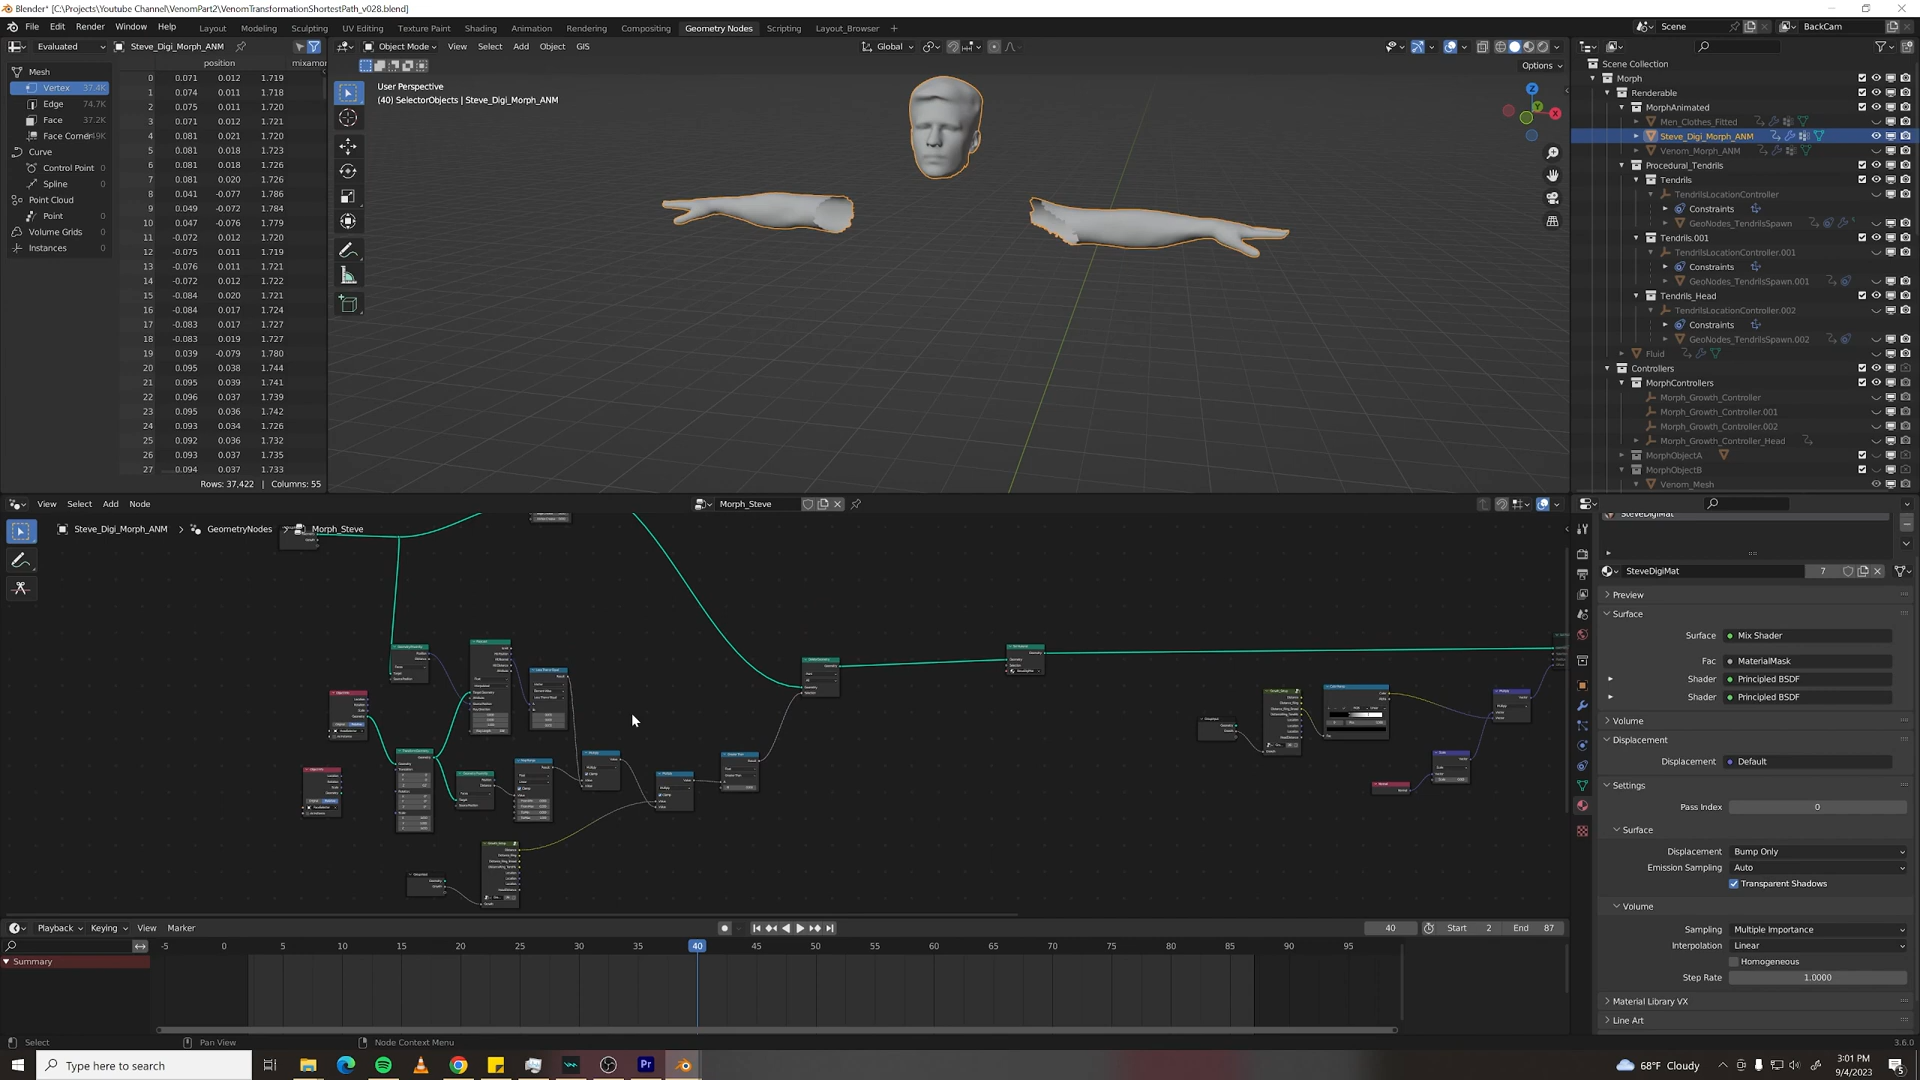 Blender* [C:\Projects\Youtube Channel\VenomPart2\VenomTransformationShortestPath_v028.blend]
File Edit Render Window Help Layout Modeling Sculpting UV Editing Texture Paint Shading Animation Rendering Compositing Geometry Nodes Scripting Layout_Browser + Scene BackCam
Evaluated Steve_Digi_Morph_ANM Object Mode View Select Add Object GIS Global
position mixamor
Options
Mesh
Vertex 37.4K
Edge 74.7K
Face 37.2K
Face Corner
Curve
Control Point 0
Spline 0
Point Cloud
Point 0
Volume Grids 0
Instances 0
0 0.071 0.012 1.719
1 0.074 0.011 1.718
2 0.075 0.011 1.720
3 0.071 0.012 1.721
4 0.081 0.021 1.720
5 0.081 0.018 1.723
6 0.081 0.018 1.726
7 0.081 0.020 1.726
8 0.041 -0.077 1.786
9 0.049 -0.072 1.784
10 0.047 -0.076 1.779
11 -0.072 0.012 1.720
12 -0.075 0.011 1.719
13 -0.076 0.011 1.721
14 -0.072 0.012 1.722
15 -0.084 0.020 1.721
16 -0.084 0.017 1.724
17 -0.083 0.017 1.727
18 -0.083 0.019 1.727
19 0.039 -0.079 1.780
20 0.095 0.038 1.744
21 0.095 0.039 1.741
22 0.096 0.037 1.739
23 0.095 0.036 1.742
24 0.093 0.034 1.726
25 0.092 0.036 1.732
26 0.093 0.037 1.735
27 0.094 0.037 1.733
Rows: 37,422 | Columns: 55
User Perspective
(40) SelectorObjects | Steve_Digi_Morph_ANM
Z
Y
X
Scene Collection
Morph
Renderable
MorphAnimated
Men_Clothes_Fitted
Steve_Digi_Morph_ANM
Venom_Morph_ANM
Procedural_Tendrils
Tendrils
TendrilsLocationController
Constraints
GeoNodes_TendrilsSpawn
Tendrils.001
TendrilsLocationController.001
Constraints
GeoNodes_TendrilsSpawn.001
Tendrils_Head
TendrilsLocationController.002
Constraints
GeoNodes_TendrilsSpawn.002
Fluid
Controllers
MorphControllers
Morph_Growth_Controller
Morph_Growth_Controller.001
Morph_Growth_Controller.002
Morph_Growth_Controller_Head
MorphObjectA
MorphObjectB
Venom_Mesh
View Select Add Node Morph_Steve
Steve_Digi_Morph_ANM > GeometryNodes > Morph_Steve
SteveDigiMat
SteveDigiMat 7
Preview
Surface
Surface Mix Shader
Fac MaterialMask
Shader Principled BSDF
Shader Principled BSDF
Volume
Displacement
Displacement Default
Settings
Pass Index 0
Surface
Displacement Bump Only
Emission Sampling Auto
Transparent Shadows
Volume
Sampling Multiple Importance
Interpolation Linear
Homogeneous
Step Rate 1.0000
Material Library VX
Line Art
Playback Keying View Marker 40 Start 2 End 87
-5 0 5 10 15 20 25 30 35 40 45 50 55 60 65 70 75 80 85 90 95
Summary
Select Pan View Node Context Menu 3.6.0
Type here to search Pr 68°F Cloudy 3:01 PM
9/4/2023 5